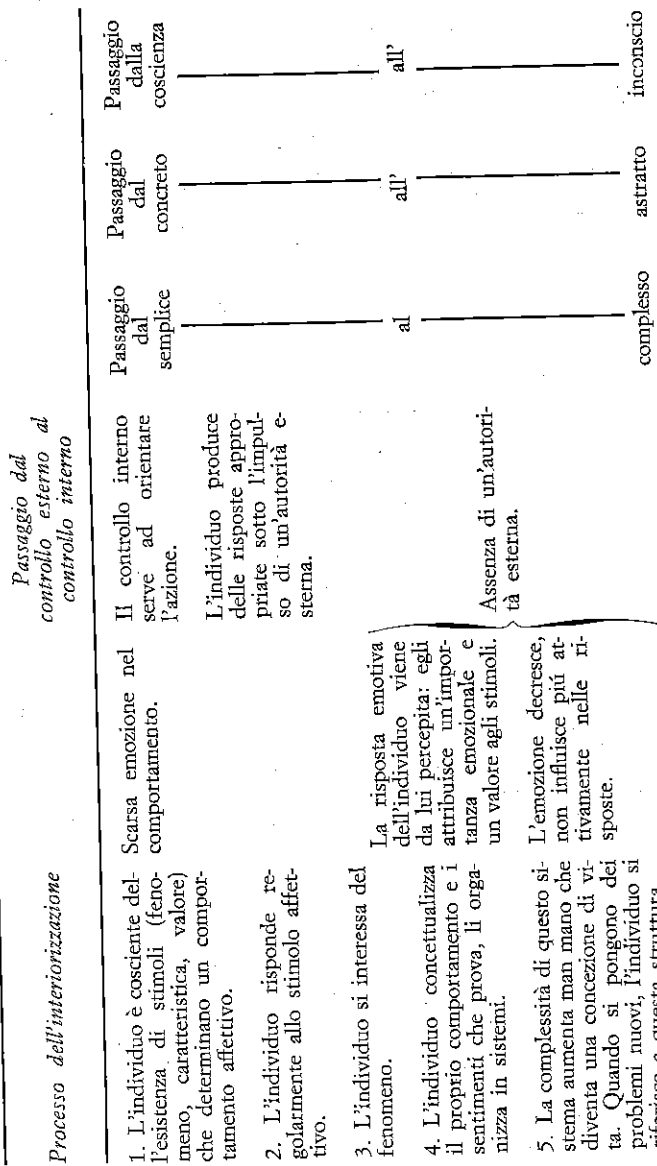 Processo dell'interiorizzazione
Passaggio dal
controllo esterno al
controllo interno
1. L'individuo è cosciente del-
l'esistenza di stimoli (feno-
meno, caratteristica, valore)
che determinano un compor-
tamento affettivo.
2. L'individuo risponde re-
golarmente allo stimolo affet-
tivo.
3. L'individuo si interessa del
fenomeno.
4. L'individuo concettualizza
il proprio comportamento e i
sentimenti che prova, li orga-
nizza in sistemi.
5. La complessità di questo si-
stema aumenta man mano che
diventa una concezione di vi-
ta. Quando si pongono dei
problemi nuovi, l'individuo si
riferisce a questa struttura
Scarsa emozione nel
comportamento.
La risposta emotiva
dell'individuo viene
da lui percepita: egli
attribuisce un'impor-
tanza emozionale e
un valore agli stimoli.
L'emozione decresce,
non influisce piú at-
tivamente nelle ri-
sposte.
Il controllo interno
serve ad orientare
l'azione.
L'individuo produce
delle risposte appro-
priate sotto l'impul-
so di un'autorità e-
sterna.
Assenza di un'autori-
tà esterna.
Passaggio
dal
semplice
al
complesso
Passaggio
dal
concreto
all'
astratto
Passaggio
dalla
coscienza
all'
inconscio